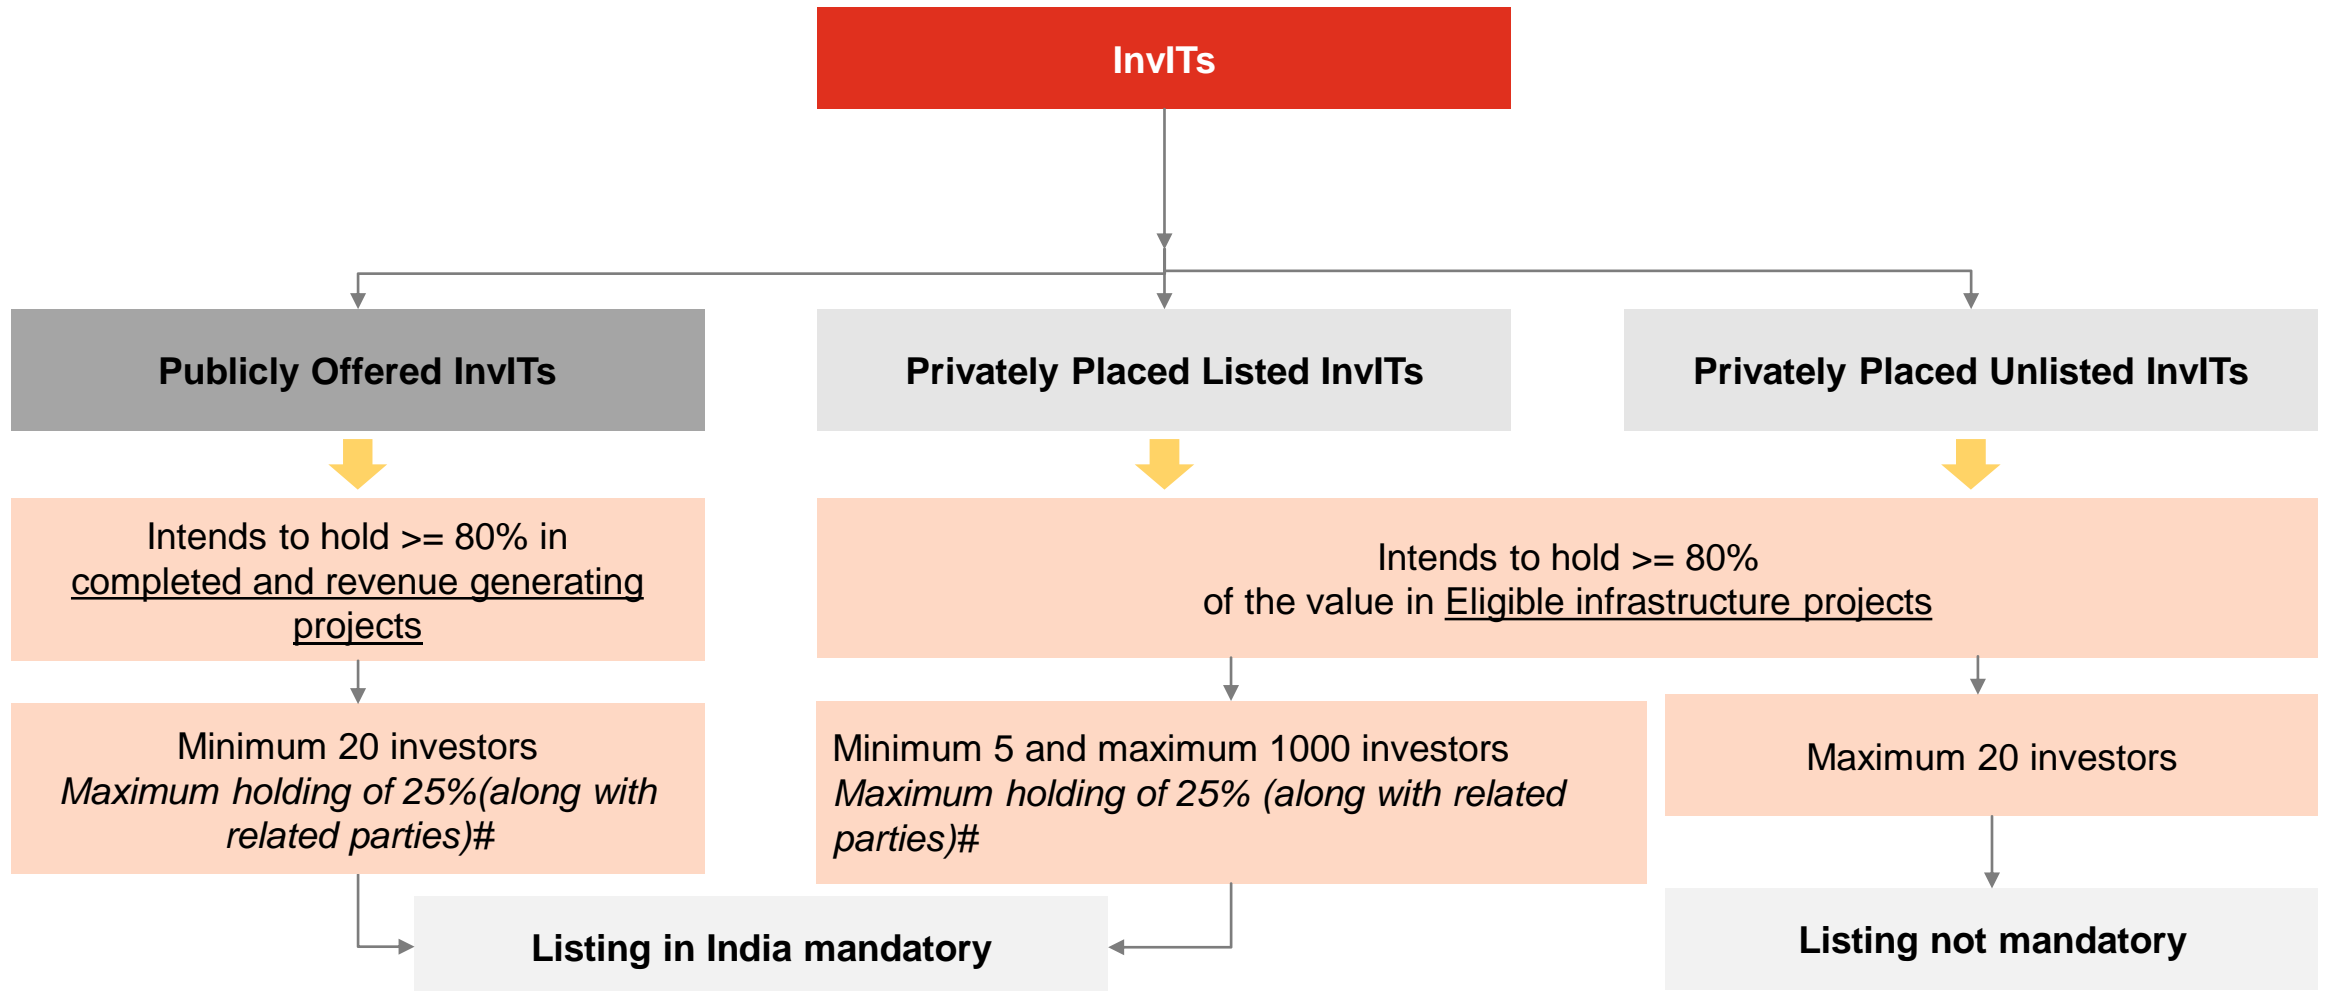 InvITs
Publicly Offered InvITs
Privately Placed Listed InvITs
Privately Placed Unlisted InvITs
Intends to hold >= 80% in
completed and revenue generating
projects
Intends to hold >= 80%
of the value in Eligible infrastructure projects
Minimum 20 investors
Maximum holding of 25%(along with
related parties)#
Minimum 5 and maximum 1000 investors
Maximum holding of 25% (along with related
parties)#
Maximum 20 investors
Listing in India mandatory
Listing not mandatory